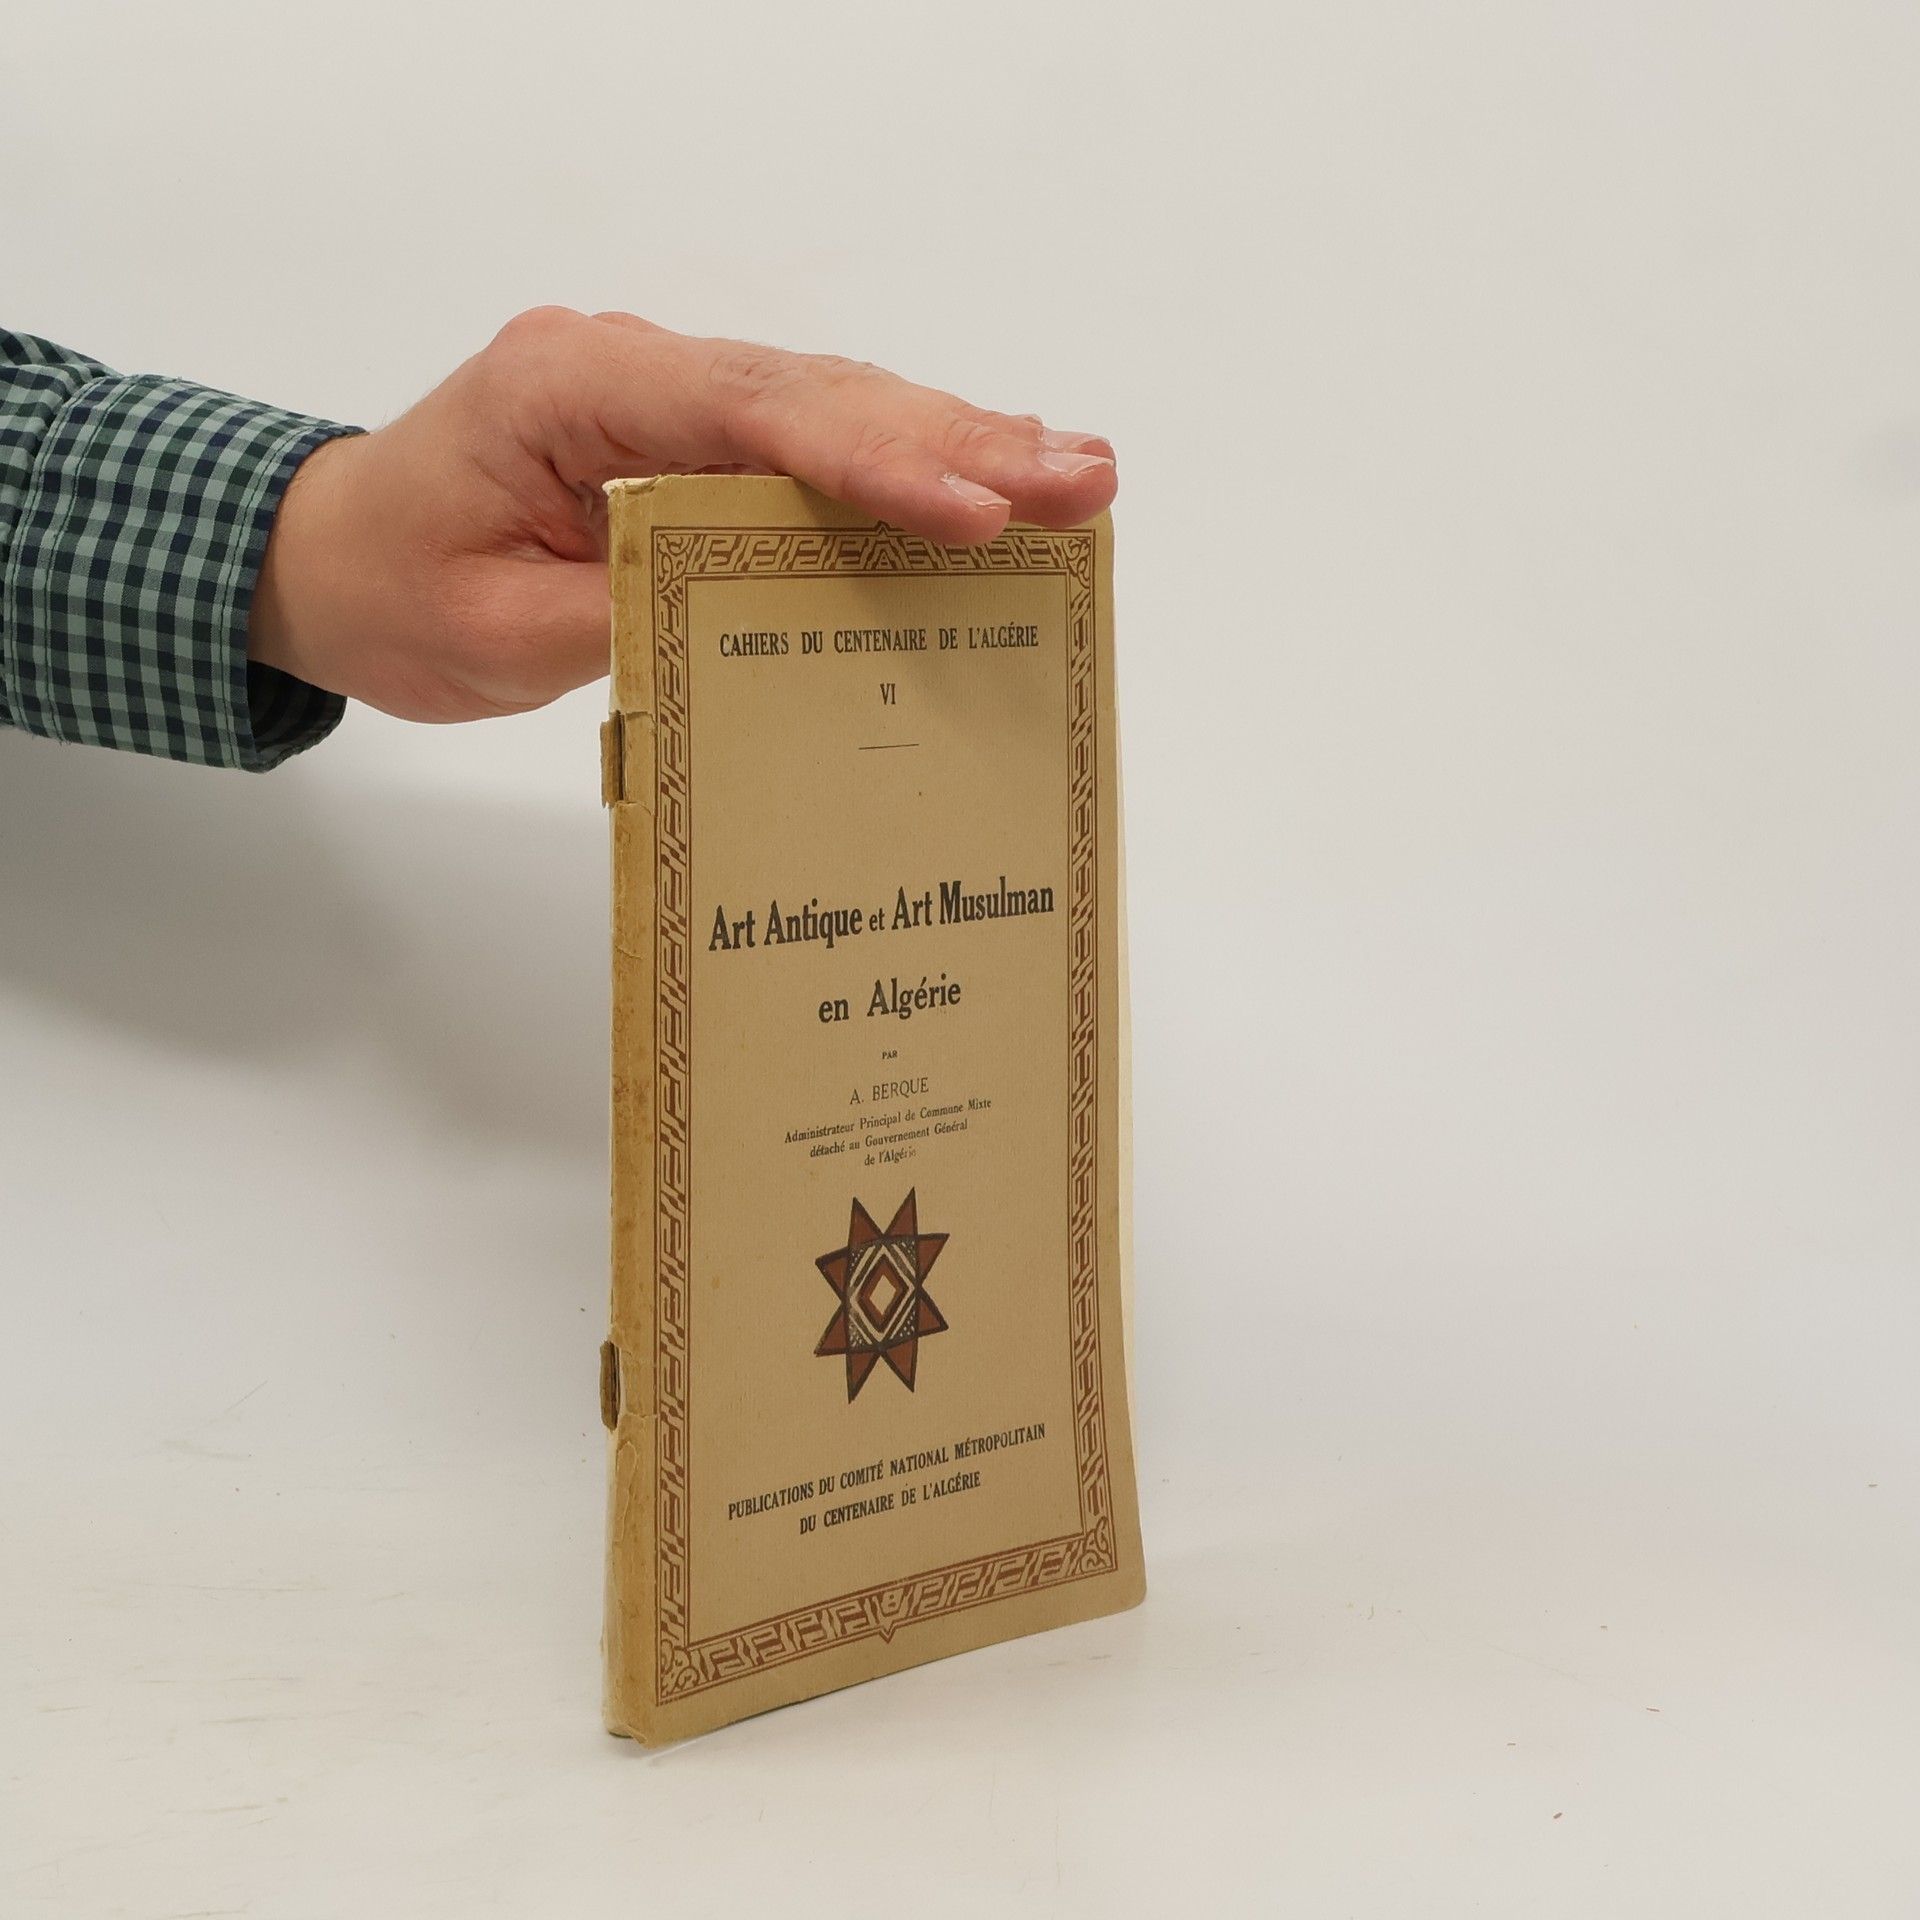 CAHIERS DU CENTENAIRE DE L'ALGÉRIE
VI
Art Antique et Art Musulman
en Algérie
PAR
A. BERQUE
Administrateur Principal de Commune Mixte
détaché au Gouvernement Général
de l'Algérie
PUBLICATIONS DU COMITÉ NATIONAL MÉTROPOLITAIN
DU CENTENAIRE DE L'ALGÉRIE